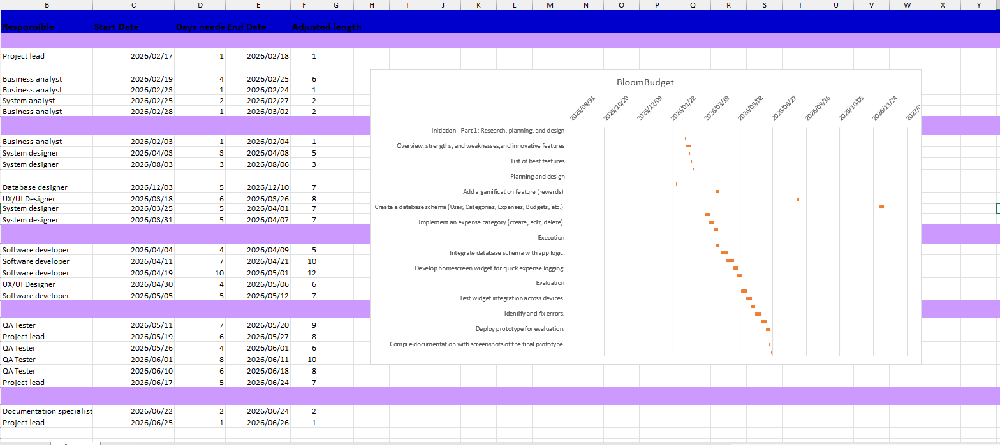 B C D E F G H I J K L M N O P Q R S T U V W X Y
Responsible Start Date Days neede End Date Adjusted length
Project lead 2026/02/17 1 2026/02/18 1
Business analyst 2026/02/19 4 2026/02/25 6
Business analyst 2026/02/23 1 2026/02/24 1
System analyst 2026/02/25 2 2026/02/27 2
Business analyst 2026/02/28 1 2026/03/02 2
Business analyst 2026/02/03 1 2026/02/04 1
System designer 2026/04/03 3 2026/04/08 5
System designer 2026/08/03 3 2026/08/06 3
Database designer 2026/12/03 5 2026/12/10 7
UX/UI Designer 2026/03/18 6 2026/03/26 8
System designer 2026/03/25 5 2026/04/01 7
System designer 2026/03/31 5 2026/04/07 7
Software developer 2026/04/04 4 2026/04/09 5
Software developer 2026/04/11 7 2026/04/21 10
Software developer 2026/04/19 10 2026/05/01 12
UX/UI Designer 2026/04/30 4 2026/05/06 6
Software developer 2026/05/05 5 2026/05/12 7
QA Tester 2026/05/11 7 2026/05/20 9
Project lead 2026/05/19 6 2026/05/27 8
QA Tester 2026/05/26 4 2026/06/01 6
QA Tester 2026/06/01 8 2026/06/11 10
QA Tester 2026/06/10 6 2026/06/18 8
Project lead 2026/06/17 5 2026/06/24 7
Documentation specialist 2026/06/22 2 2026/06/24 2
Project lead 2026/06/25 1 2026/06/26 1
BloomBudget
2025/08/31 2025/10/20 2025/12/09 2026/01/28 2026/03/19 2026/05/08 2026/06/27 2026/08/16 2026/10/05 2026/11/24 2027/0
Initiation - Part 1: Research, planning, and design
Overview, strengths, and weaknesses,and innovative features
List of best features
Planning and design
Add a gamification feature (rewards)
Create a database schema (User, Categories, Expenses, Budgets, etc.)
Implement an expense category (create, edit, delete)
Execution
Integrate database schema with app logic.
Develop homescreen widget for quick expense logging.
Evaluation
Test widget integration across devices.
Identify and fix errors.
Deploy prototype for evaluation.
Compile documentation with screenshots of the final prototype.